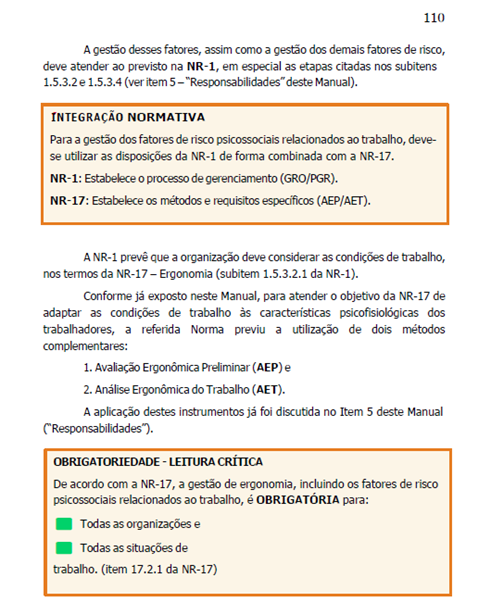 110
A gestão desses fatores, assim como a gestão dos demais fatores de risco,
deve atender ao previsto na NR-1, em especial as etapas citadas nos subitens
1.5.3.2 e 1.5.3.4 (ver item 5 – “Responsabilidades” deste Manual).
INTEGRAÇÃO NORMATIVA
Para a gestão dos fatores de risco psicossociais relacionados ao trabalho, deve-
se utilizar as disposições da NR-1 de forma combinada com a NR-17.
NR-1: Estabelece o processo de gerenciamento (GRO/PGR).
NR-17: Estabelece os métodos e requisitos específicos (AEP/AET).
A NR-1 prevê que a organização deve considerar as condições de trabalho,
nos termos da NR-17 – Ergonomia (subitem 1.5.3.2.1 da NR-1).
Conforme já exposto neste Manual, para atender o objetivo da NR-17 de
adaptar as condições de trabalho às características psicofisiológicas dos
trabalhadores, a referida Norma previu a utilização de dois métodos
complementares:
1. Avaliação Ergonômica Preliminar (AEP) e
2. Análise Ergonômica do Trabalho (AET).
A aplicação destes instrumentos já foi discutida no Item 5 deste Manual
(“Responsabilidades”).
OBRIGATORIEDADE - LEITURA CRÍTICA
De acordo com a NR-17, a gestão de ergonomia, incluindo os fatores de risco
psicossociais relacionados ao trabalho, é OBRIGATÓRIA para:
Todas as organizações e
Todas as situações de
trabalho. (item 17.2.1 da NR-17)